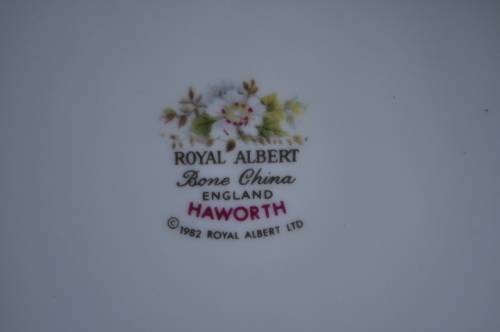 ROYAL ALBERT
Bone China
ENGLAND
HAWORTH
© 1982 ROYAL ALBERT LTD